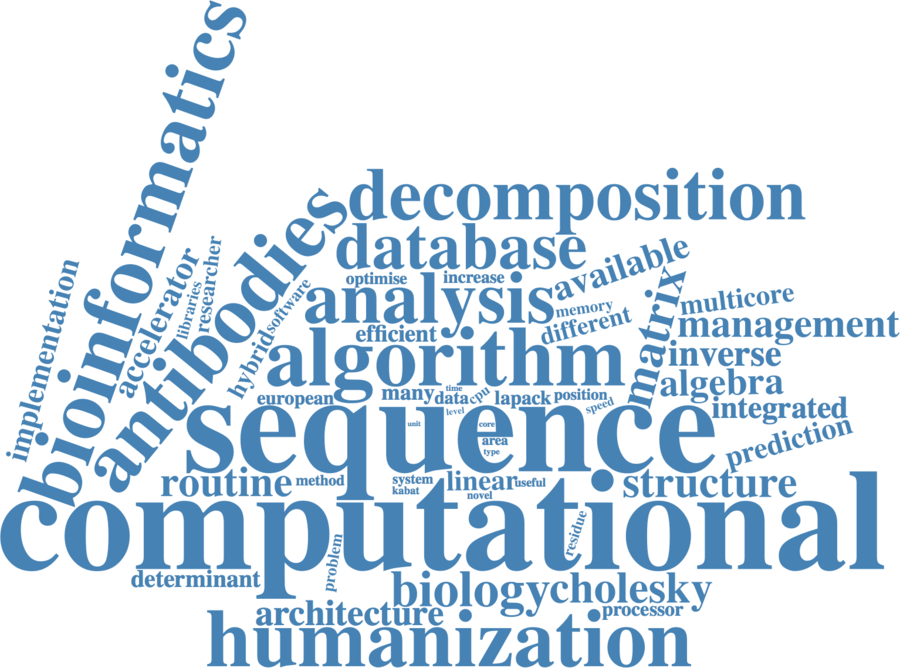 bioinformatics
decomposition
antibodies
database
available
optimise
increase
accelerator
libraries
researcher
software
implementation
analysis
memory
matrix
multicore
different
management
efficient
hybrid
algorithm
inverse
algebra
european
many
time
data
cpu
level
lapack
position
speed
integrated
sequence
unit
core
area
type
prediction
routine
method
system
kabat
linear
useful
novel
structure
computational
residue
problem
determinant
biology
cholesky
architecture
processor
humanization